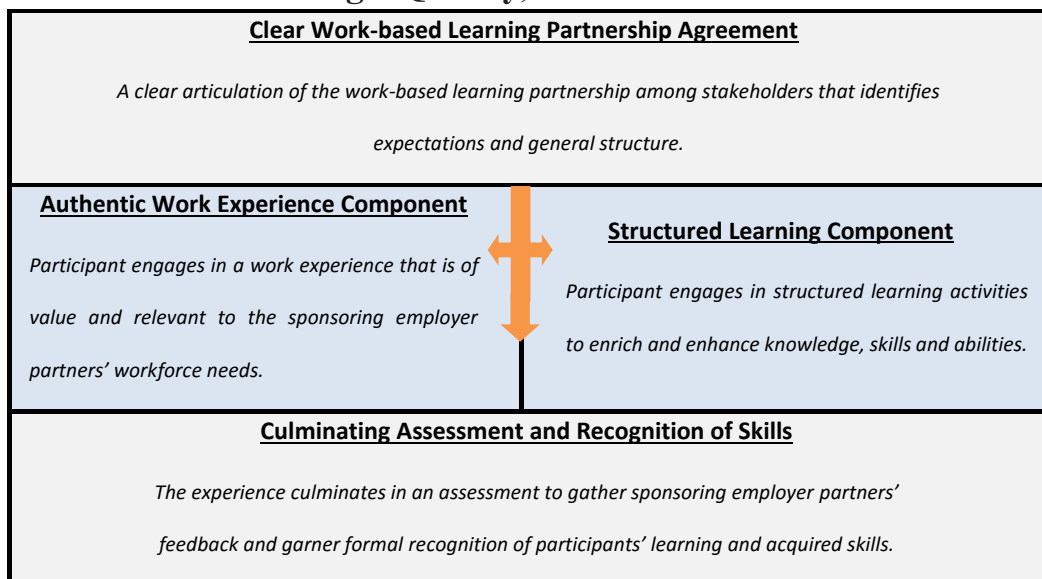 Clear Work-based Learning Partnership Agreement
A clear articulation of the work-based learning partnership among stakeholders that identifies
expectations and general structure.
Authentic Work Experience Component
Participant engages in a work experience that is of
value and relevant to the sponsoring employer
partners’ workforce needs.
Structured Learning Component
Participant engages in structured learning activities
to enrich and enhance knowledge, skills and abilities.
Culminating Assessment and Recognition of Skills
The experience culminates in an assessment to gather sponsoring employer partners’
feedback and garner formal recognition of participants’ learning and acquired skills.